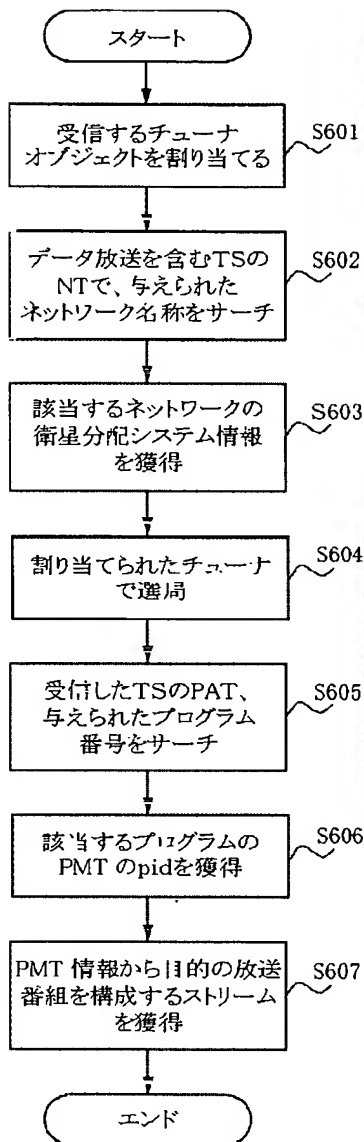 スタート
受信するチューナ
オブジェクトを割り当てる
S601
データ放送を含むTSの
NTで、与えられた
ネットワーク名称をサーチ
S602
該当するネットワークの
衛星分配システム情報
を獲得
S603
割り当てられたチューナ
で選局
S604
受信したTSのPAT、
与えられたプログラム
番号をサーチ
S605
該当するプログラムの
PMT のpidを獲得
S606
PMT 情報から目的の放送
番組を構成するストリーム
を獲得
S607
エンド